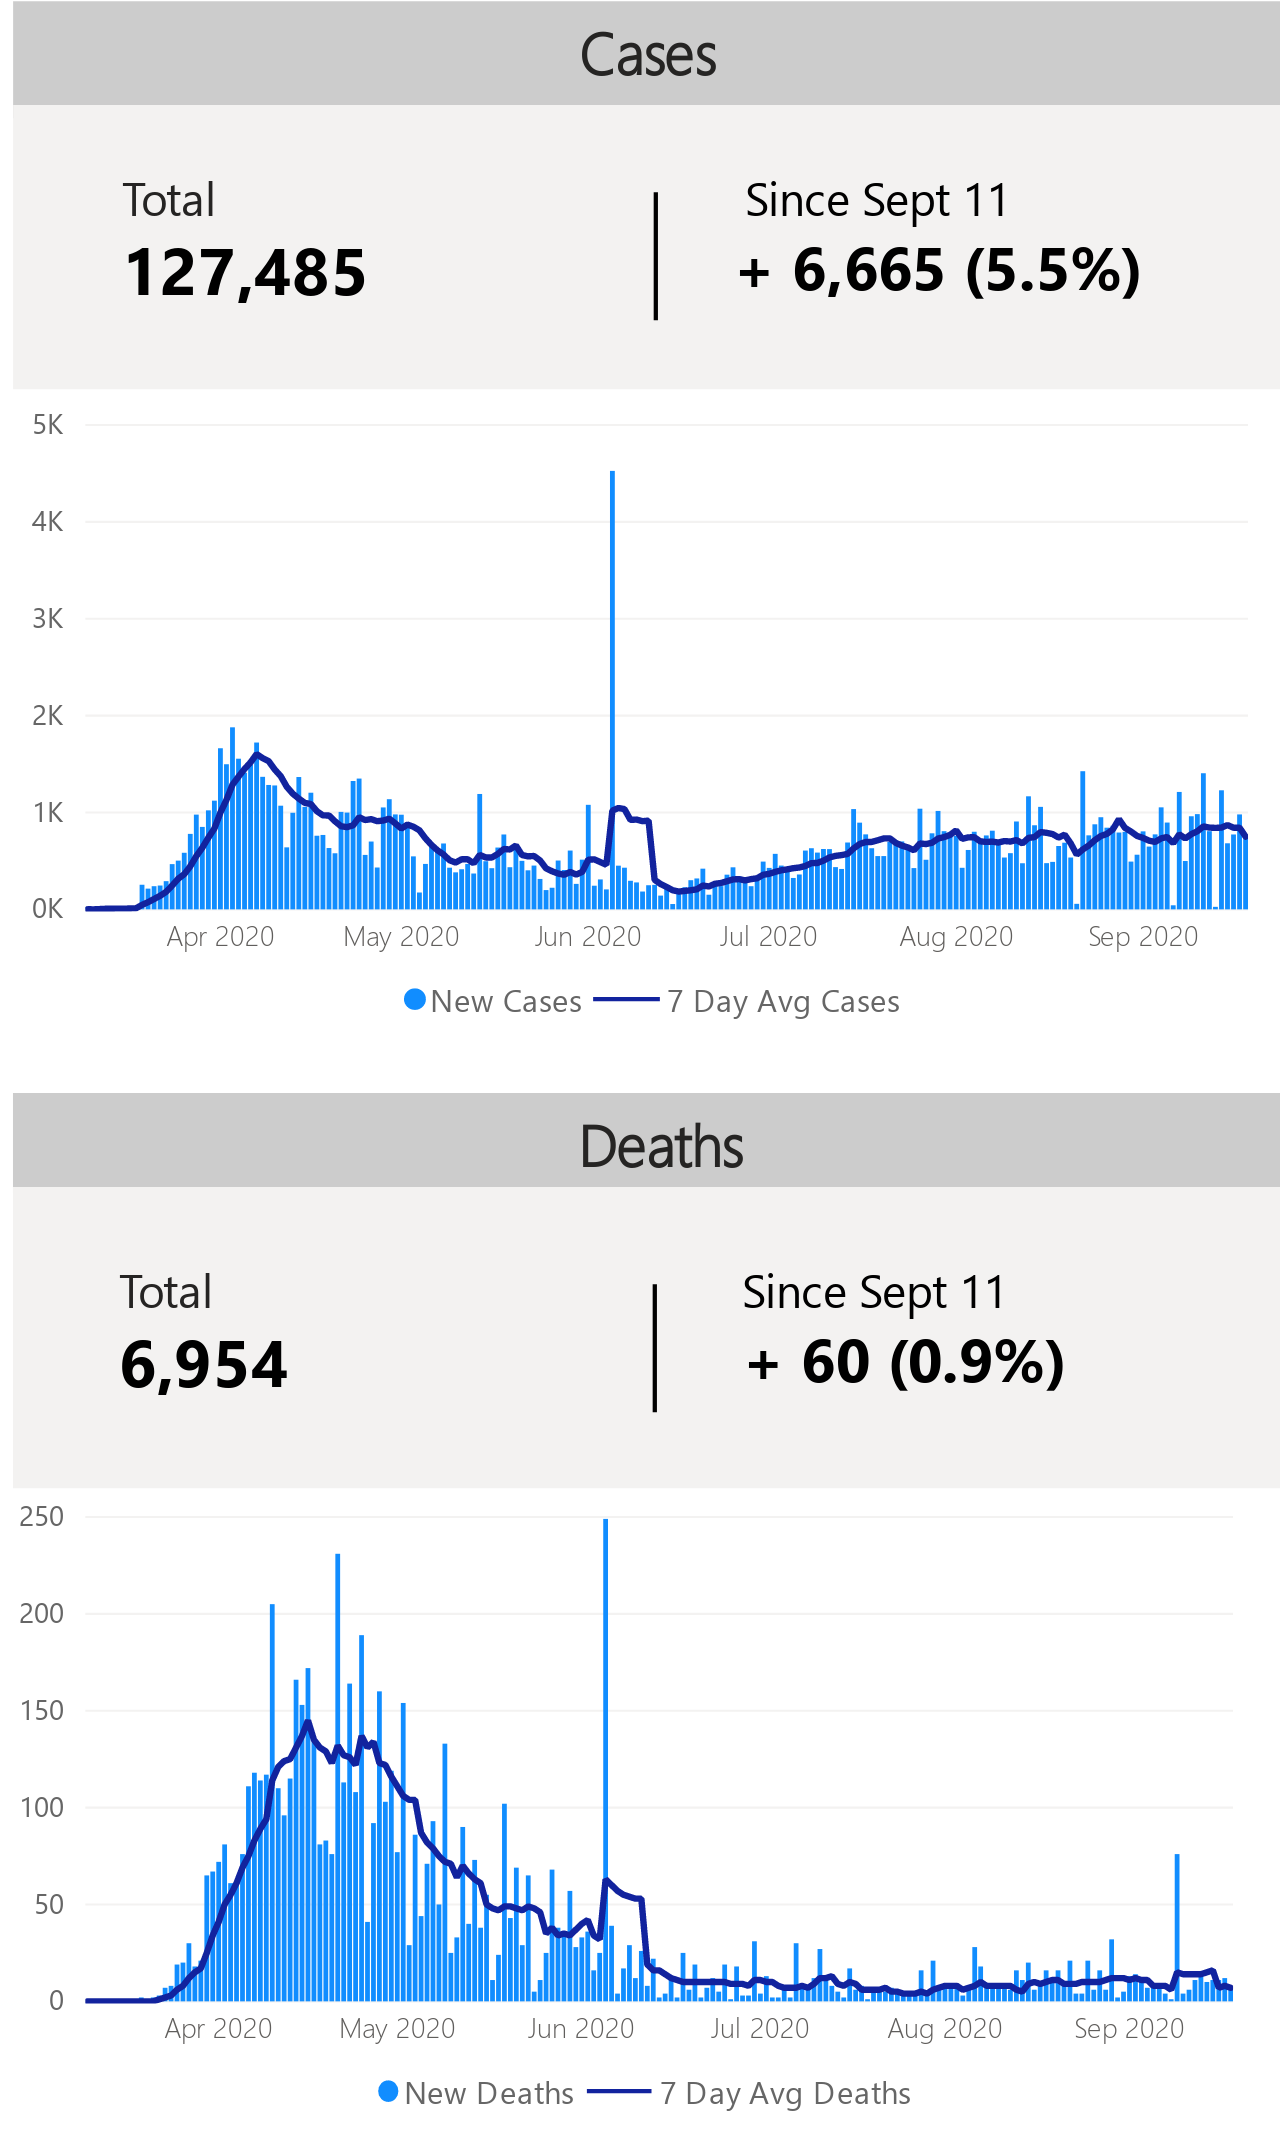 Cases
Total
Since Sept 11
127,485
+ 6,665 (5.5%)
5K
4K
3K
2K
1K
0K
Apr 2020 May 2020 Jun 2020 Jul 2020 Aug 2020 Sep 2020
New Cases 7 Day Avg Cases
Deaths
Total
Since Sept 11
6,954
+ 60 (0.9%)
250
200
150
100
50
0
Apr 2020 May 2020 Jun 2020 Jul 2020 Aug 2020 Sep 2020
New Deaths 7 Day Avg Deaths